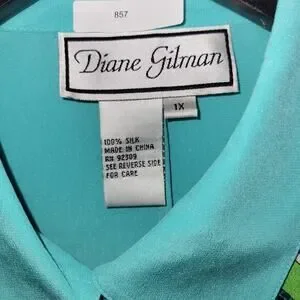 857
Diane Gilman
1X
100% SILK
MADE IN CHINA
RN 92309
SEE REVERSE SIDE
FOR CARE